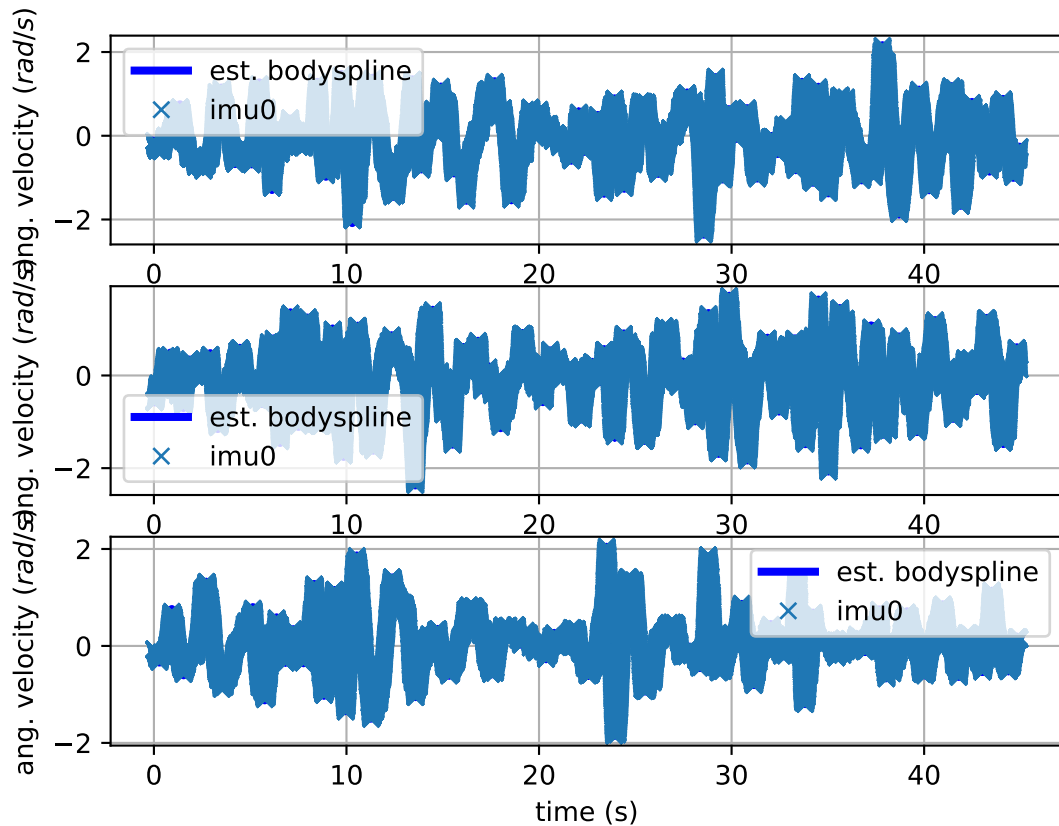 ang. velocity (rad/s)
2
0
−2
est. bodyspline
imu0
0 10 20 30 40
ang. velocity (rad/s)
0
−2
est. bodyspline
imu0
0 10 20 30 40
ang. velocity (rad/s)
2
0
−2
est. bodyspline
imu0
0 10 20 30 40
time (s)